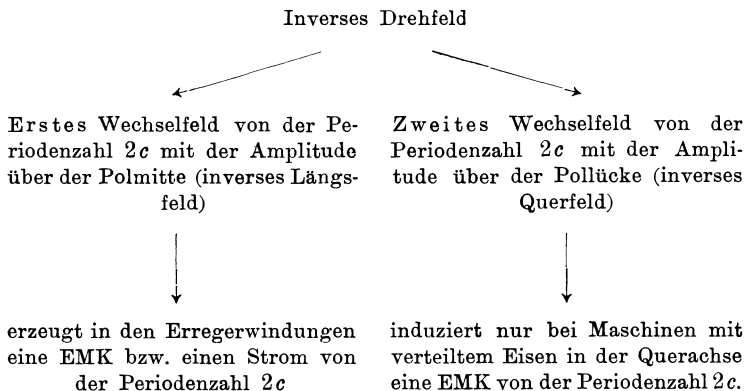 Inverses Drehfeld
Erstes Wechselfeld von der Pe-
riodenzahl 2c mit der Amplitude
über der Polmitte (inverses Längs-
feld)
Zweites Wechselfeld von der
Periodenzahl 2c mit der Ampli-
tude über der Pollücke (inverses
Querfeld)
erzeugt in den Erregerwindungen
eine EMK bzw. einen Strom von
der Periodenzahl 2c
induziert nur bei Maschinen mit
verteiltem Eisen in der Querachse
eine EMK von der Periodenzahl 2c.